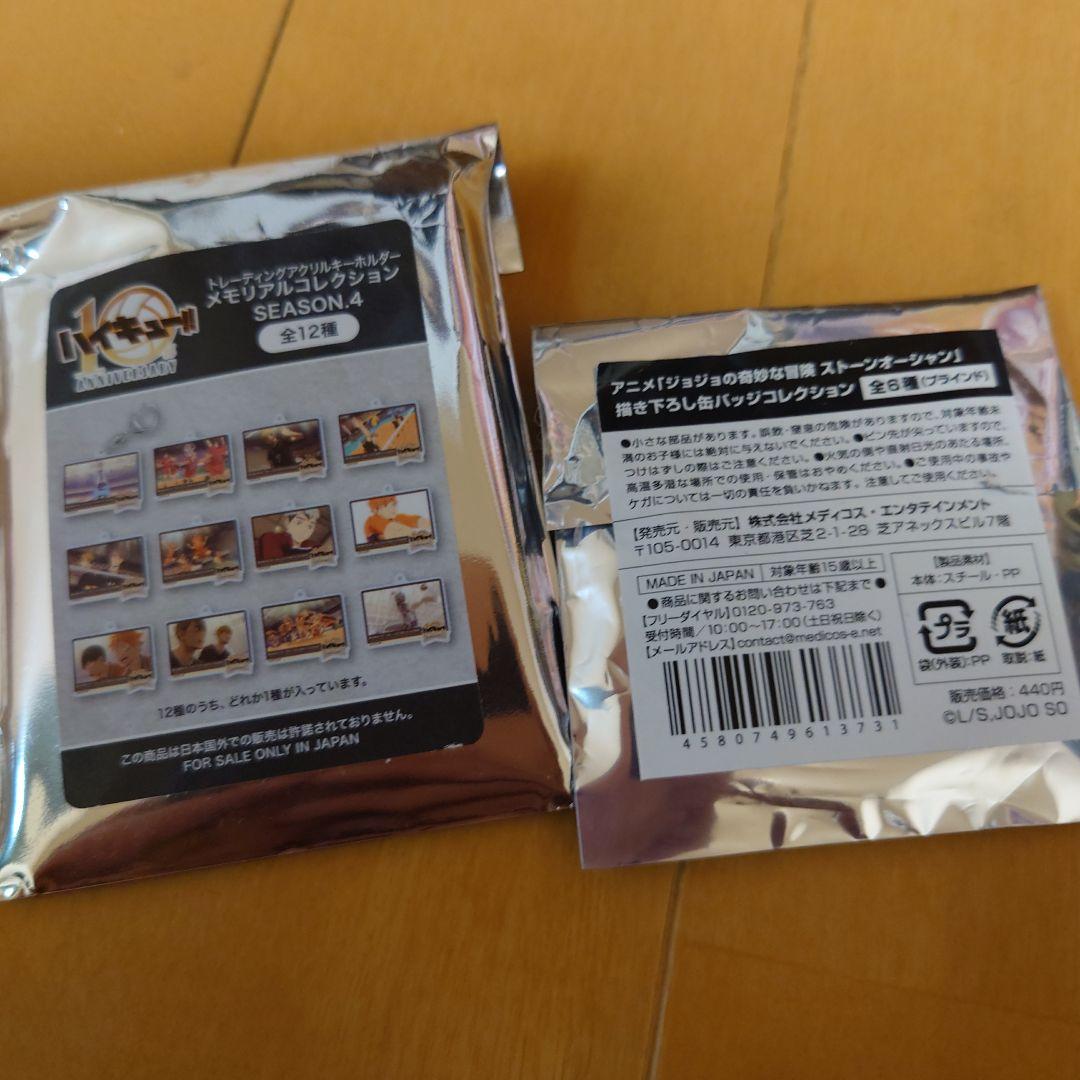 ハイキュー!!
10th
ANNIVERSARY
トレーディングアクリルキーホルダー
メモリアルコレクション
SEASON.4
全12種
12種のうち、どれか1種が入っています。
この商品は日本国外での販売は許諾されておりません。
FOR SALE ONLY IN JAPAN
アニメ「ジョジョの奇妙な冒険 ストーンオーシャン」
描き下ろし缶バッジコレクション 全6種(ブラインド)
●小さな部品があります。誤飲・窒息の危険がありますので、対象年齢未
満のお子様には絶対に与えないでください。●ピン先が尖っていますので、
つけはずしの際はご注意ください。●火気の傍や直射日光のあたる場所、
高温多湿な場所での使用・保管はおやめください。●ご使用中の事故や
ケガについては一切の責任を負いかねます。注意してご使用ください。
【発売元・販売元】株式会社メディコス・エンタテインメント
〒105-0014 東京都港区芝2-1-28 芝アネックスビル7階
MADE IN JAPAN 対象年齢15歳以上
●商品に関するお問い合わせは下記まで●
【フリーダイヤル】0120-973-763
受付時間/10:00~17:00(土日祝日除く)
【メールアドレス】contact@medicos-e.net
【製品素材】
本体:スチール・PP
プラ
紙
袋(外装):PP 取説:紙
販売価格:440円
©L/S,JOJO SO
4580749613731